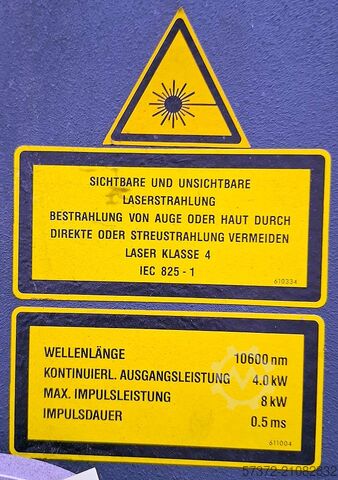 SICHTBARE UND UNSICHTBARE
LASERSTRAHLUNG
BESTRAHLUNG VON AUGE ODER HAUT DURCH
DIREKTE ODER STREUSTRAHLUNG VERMEIDEN
LASER KLASSE 4
IEC 825 - 1
610334
WELLENLÄNGE 10600 nm
KONTINUIERL. AUSGANGSLEISTUNG 4.0 kW
MAX. IMPULSLEISTUNG 8 kW
IMPULSDAUER 0.5 ms
611004
57372-21082832